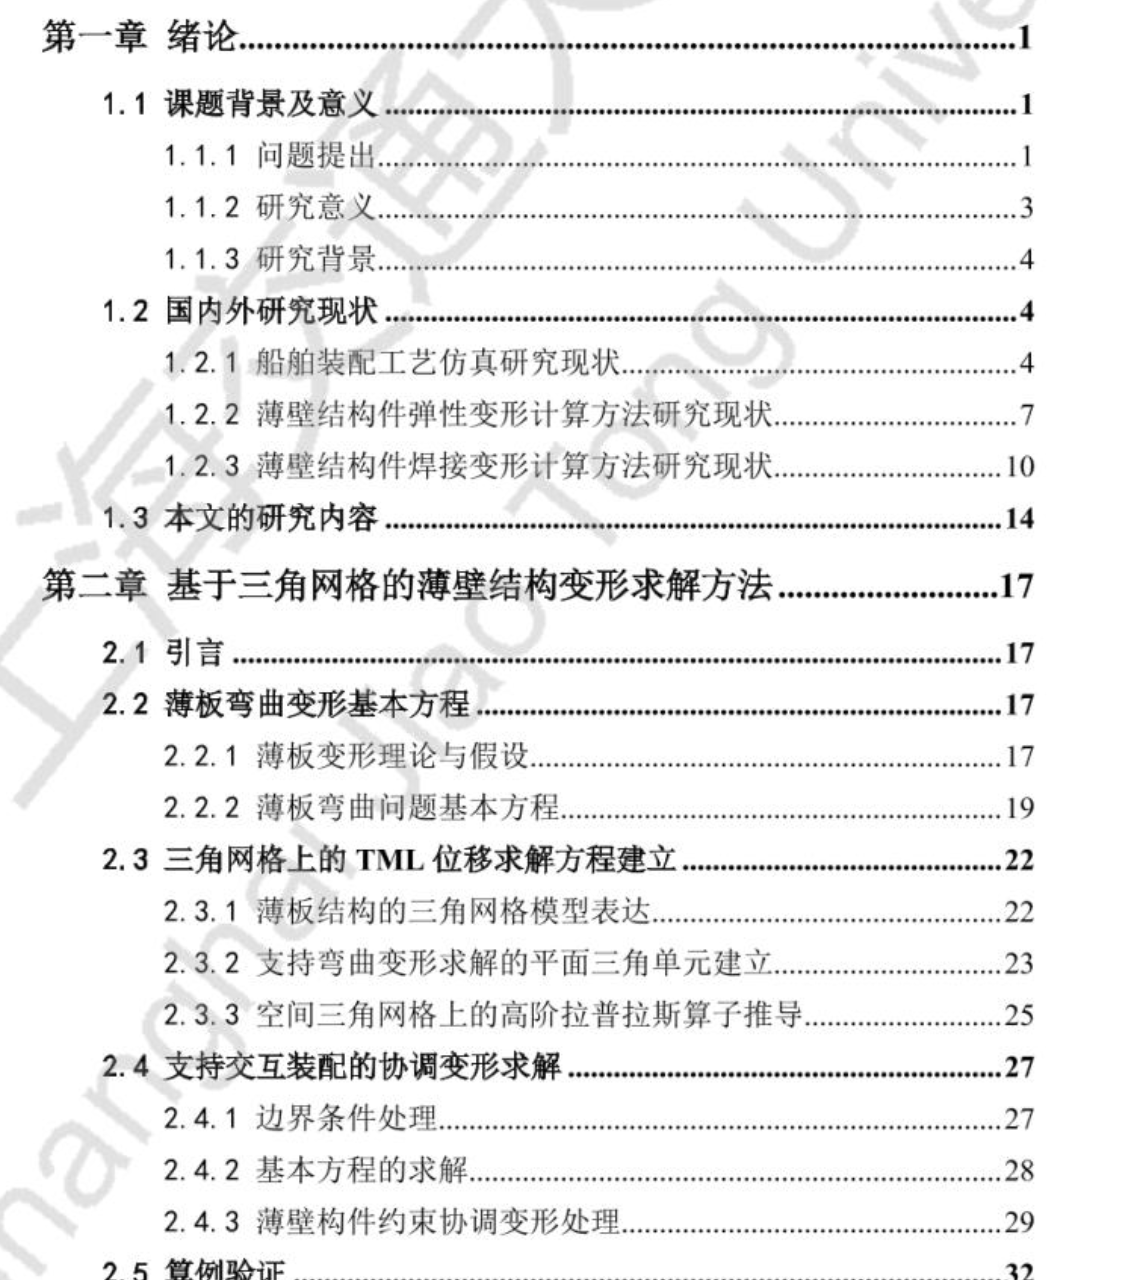 第一章 绪论........1
1.1 课题背景及意义........1
1.1.1 问题提出........1
1.1.2 研究意义........3
1.1.3 研究背景........4
1.2 国内外研究现状........4
1.2.1 船舶装配工艺仿真研究现状........4
1.2.2 薄壁结构件弹性变形计算方法研究现状........7
1.2.3 薄壁结构件焊接变形计算方法研究现状........10
1.3 本文的研究内容........14
第二章 基于三角网格的薄壁结构变形求解方法........17
2.1 引言........17
2.2 薄板弯曲变形基本方程........17
2.2.1 薄板变形理论与假设........17
2.2.2 薄板弯曲问题基本方程........19
2.3 三角网格上的 TML 位移求解方程建立........22
2.3.1 薄板结构的三角网格模型表达........22
2.3.2 支持弯曲变形求解的平面三角单元建立........23
2.3.3 空间三角网格上的高阶拉普拉斯算子推导........25
2.4 支持交互装配的协调变形求解........27
2.4.1 边界条件处理........27
2.4.2 基本方程的求解........28
2.4.3 薄壁构件约束协调变形处理........29
2.5 算例验证........32
上海交通大
Shanghai Jiao Tong Unive